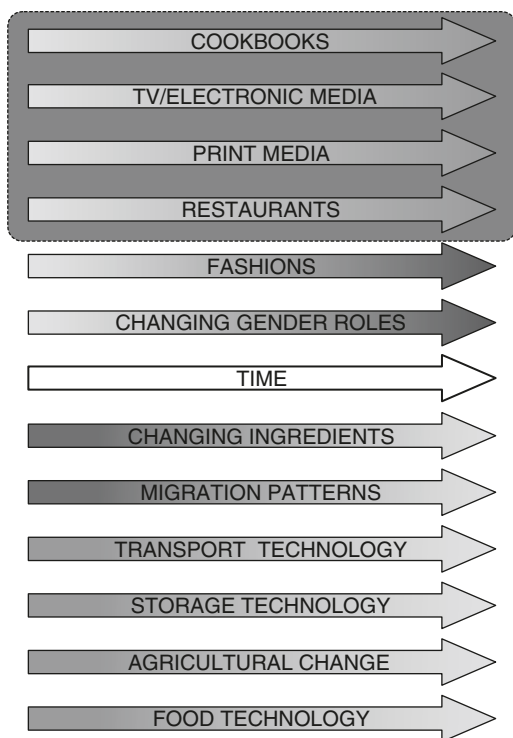 COOKBOOKS
TV/ELECTRONIC MEDIA
PRINT MEDIA
RESTAURANTS
FASHIONS
CHANGING GENDER ROLES
TIME
CHANGING INGREDIENTS
MIGRATION PATTERNS
TRANSPORT TECHNOLOGY
STORAGE TECHNOLOGY
AGRICULTURAL CHANGE
FOOD TECHNOLOGY